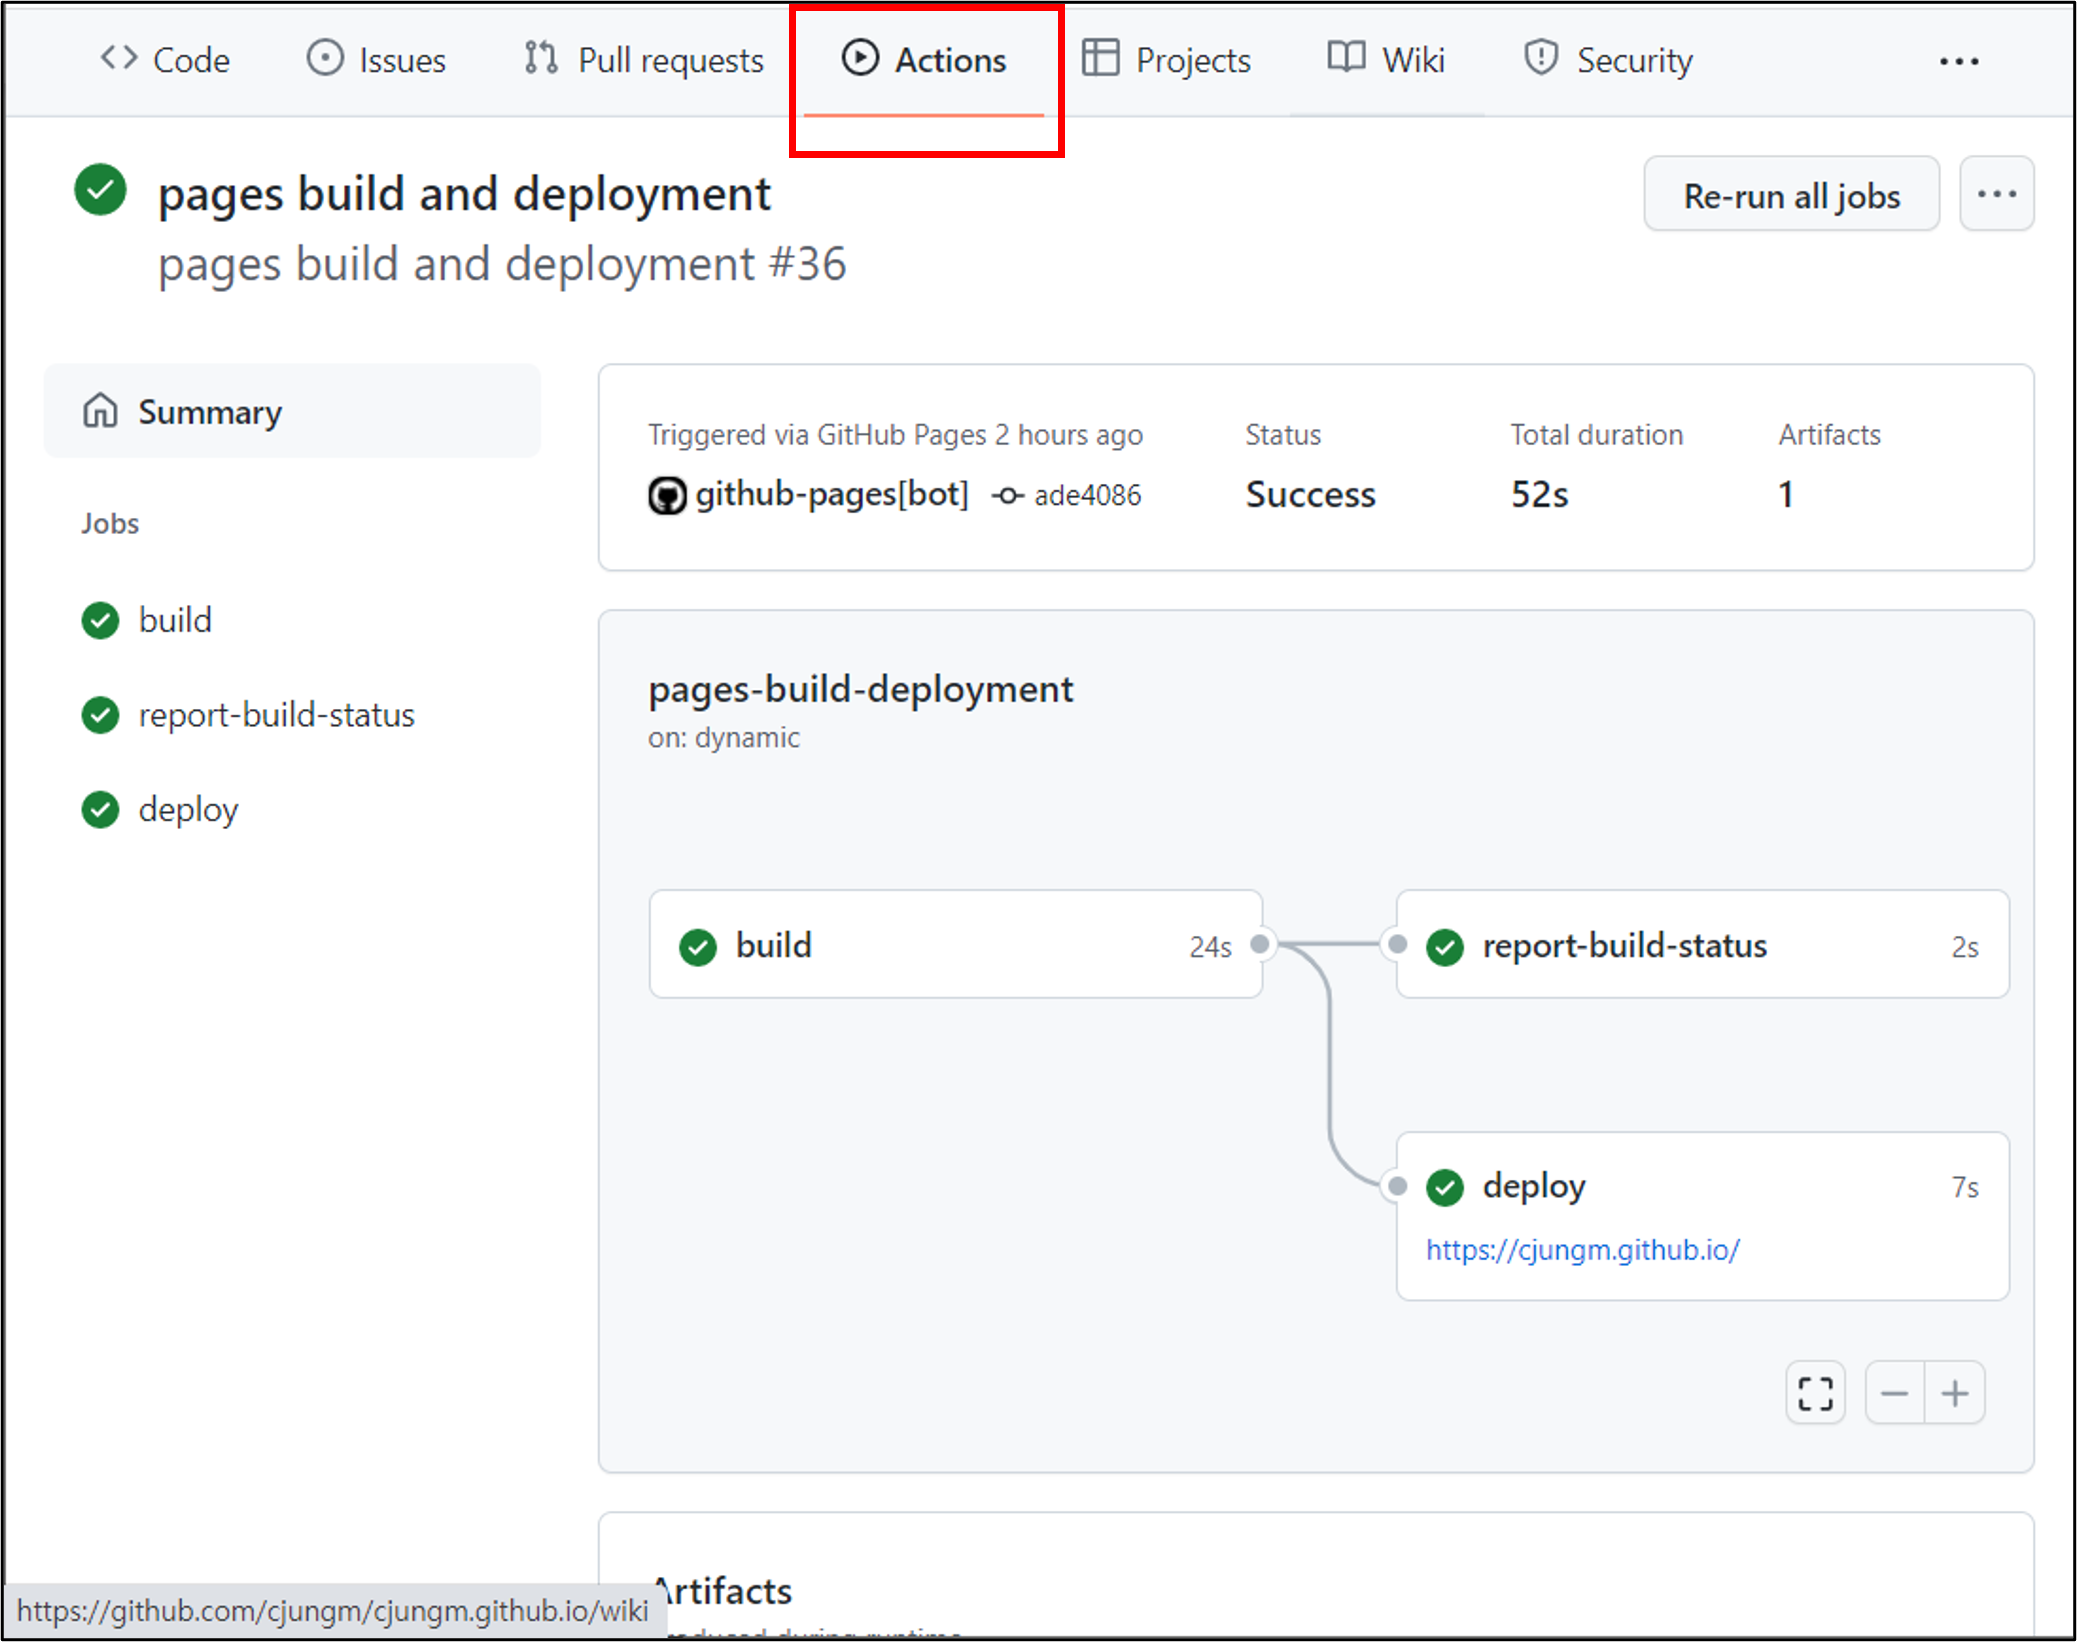 Code Issues Pull requests Actions Projects Wiki Security
pages build and deployment
Re-run all jobs
pages build and deployment #36
Summary
Triggered via GitHub Pages 2 hours ago
github-pages[bot] ade4086
Status
Success
Total duration
52s
Artifacts
1
Jobs
build
report-build-status
deploy
pages-build-deployment
on: dynamic
build 24s
report-build-status 2s
deploy 7s
https://cjungm.github.io/
Artifacts
https://github.com/cjungm/cjungm.github.io/wiki